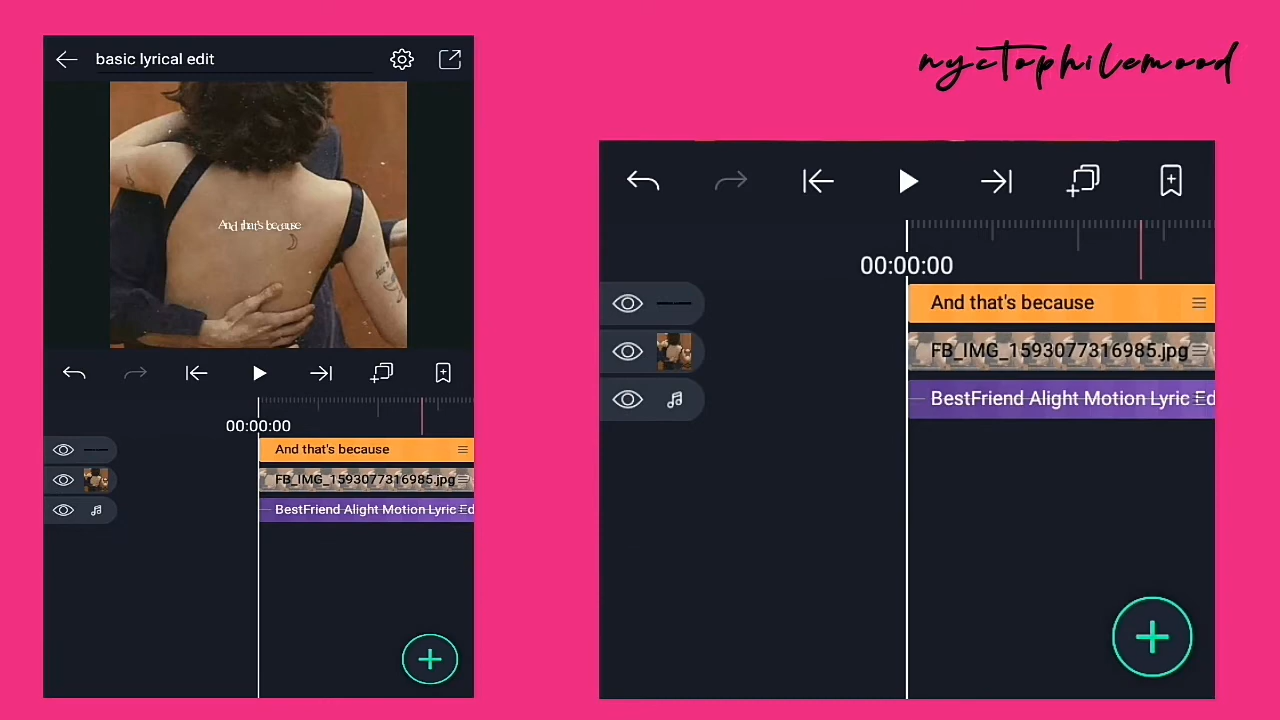 basic lyrical edit
And that's because
00:00:00
And that's because
FB_IMG_1593077316985.jpg
BestFriend Alight Motion Lyric Ed
nyctophilemood
00:00:00
And that's because
FB_IMG_1593077316985.jpg
BestFriend Alight Motion Lyric Ed